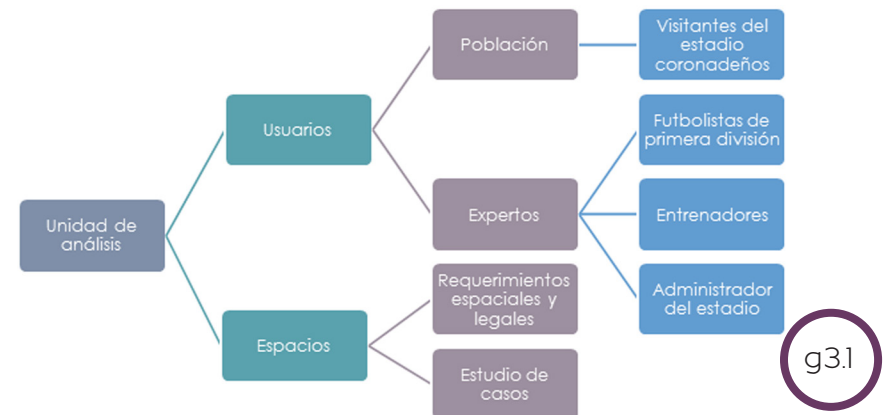 Población
Visitantes del
estadio
coronadeños
Usuarios
Futbolistas de
primera división
Unidad de
análisis
Expertos
Entrenadores
Requerimientos
espaciales y
legales
Administrador
del estadio
Espacios
Estudio de
casos
g3.1